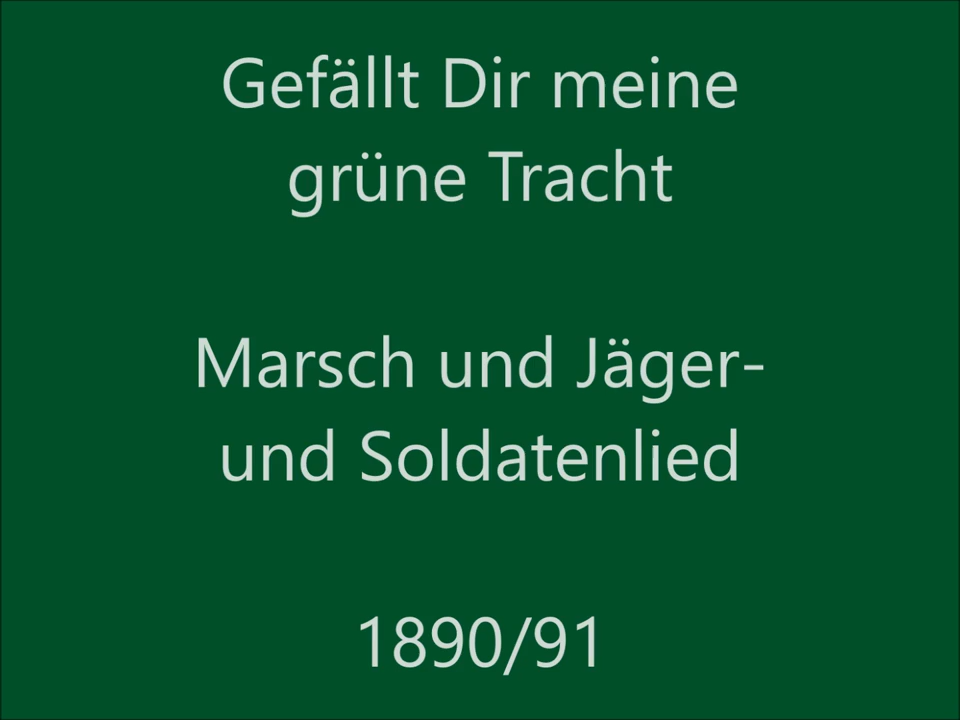 Gefällt Dir meine
grüne Tracht
Marsch und Jäger-
und Soldatenlied
1890/91